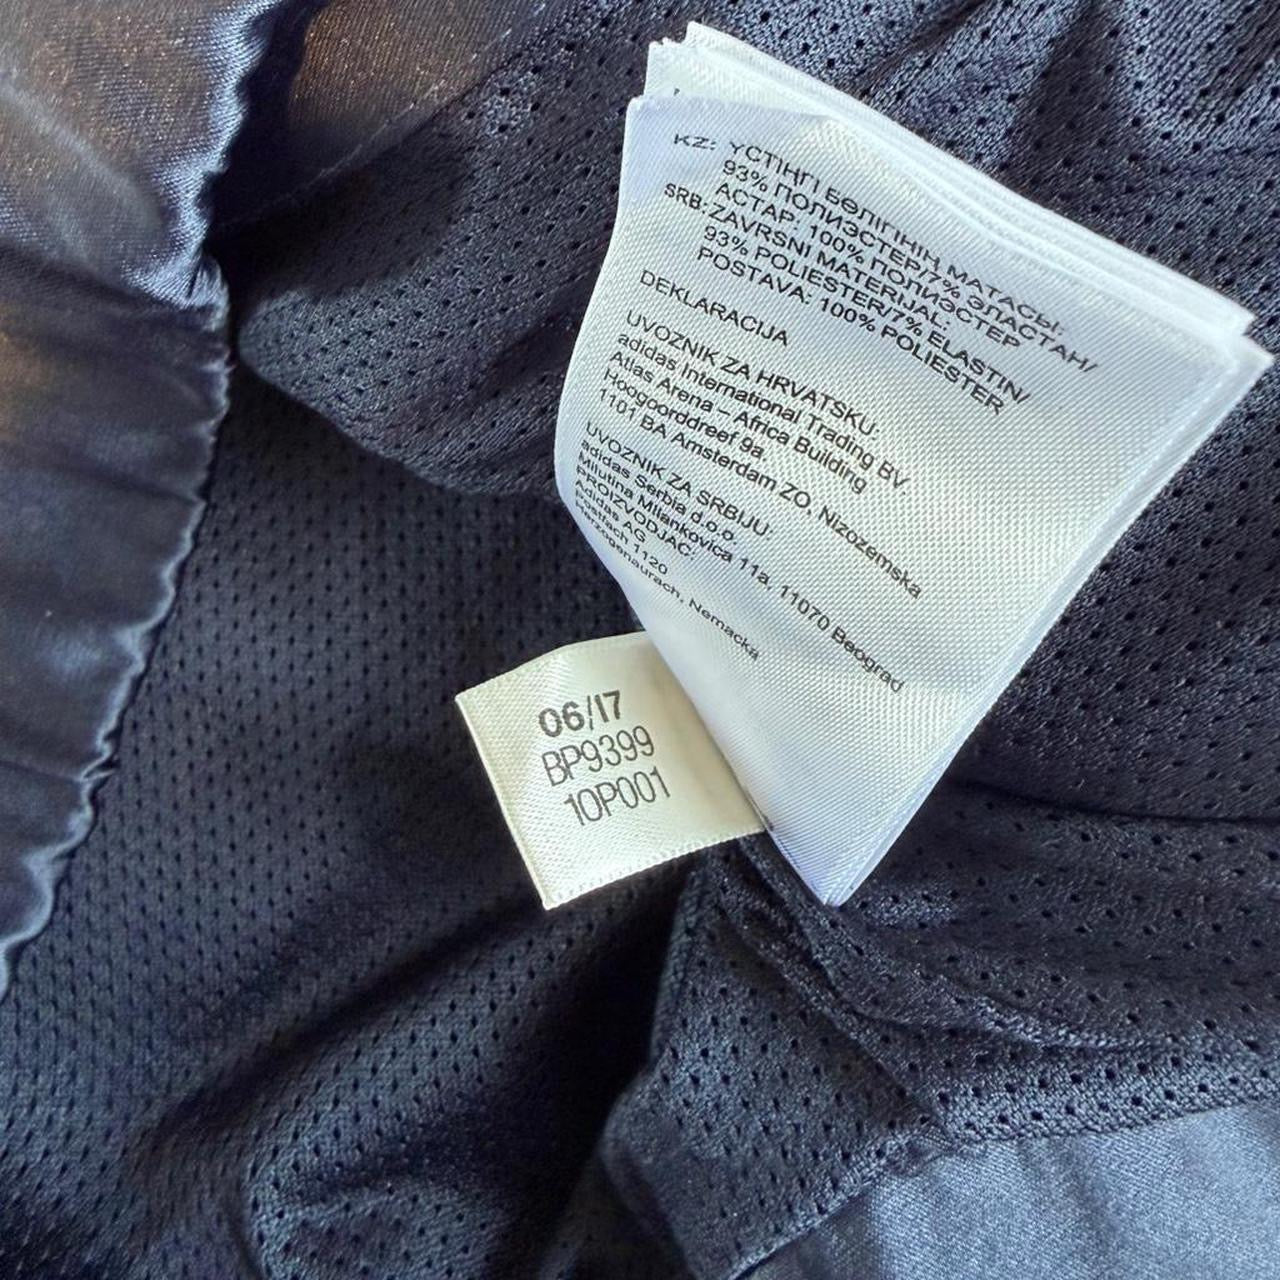 KZ: ҮСТІҢГІ БӨЛІГІНІҢ МАТАСЫ:
93% ПОЛИЭСТЕР/7% ЭЛАСТАН/
АСТАР: 100% ПОЛИЭСТЕР
SRB: ZAVRSNI MATERIJAL:
93% POLIESTER/7% ELASTIN/
POSTAVA: 100% POLIESTER
DEKLARACIJA
UVOZNIK ZA HRVATSKU:
adidas International Trading BV.
Atlas Arena – Africa Building
Hoogoorddreef 9a
1101 BA Amsterdam ZO, Nizozemska
UVOZNIK ZA SRBIJU:
adidas Serbia d.o.o.
Milutina Milankovica 11a, 11070 Beograd
PROIZVODJAC:
Adidas AG
Postfach 1120
Herzogenaurach, Nemacka
06/17
BP9399
10P001